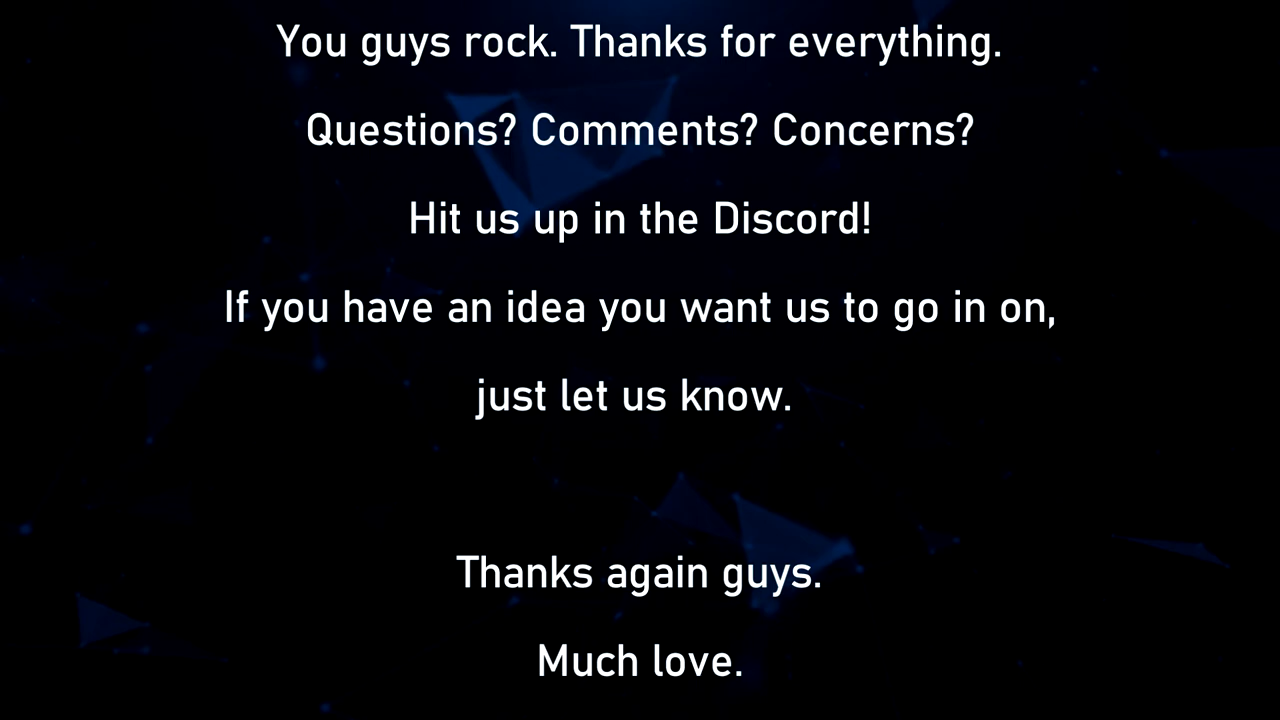 You guys rock. Thanks for everything.
Questions? Comments? Concerns?
Hit us up in the Discord!
If you have an idea you want us to go in on,
just let us know.
Thanks again guys.
Much love.